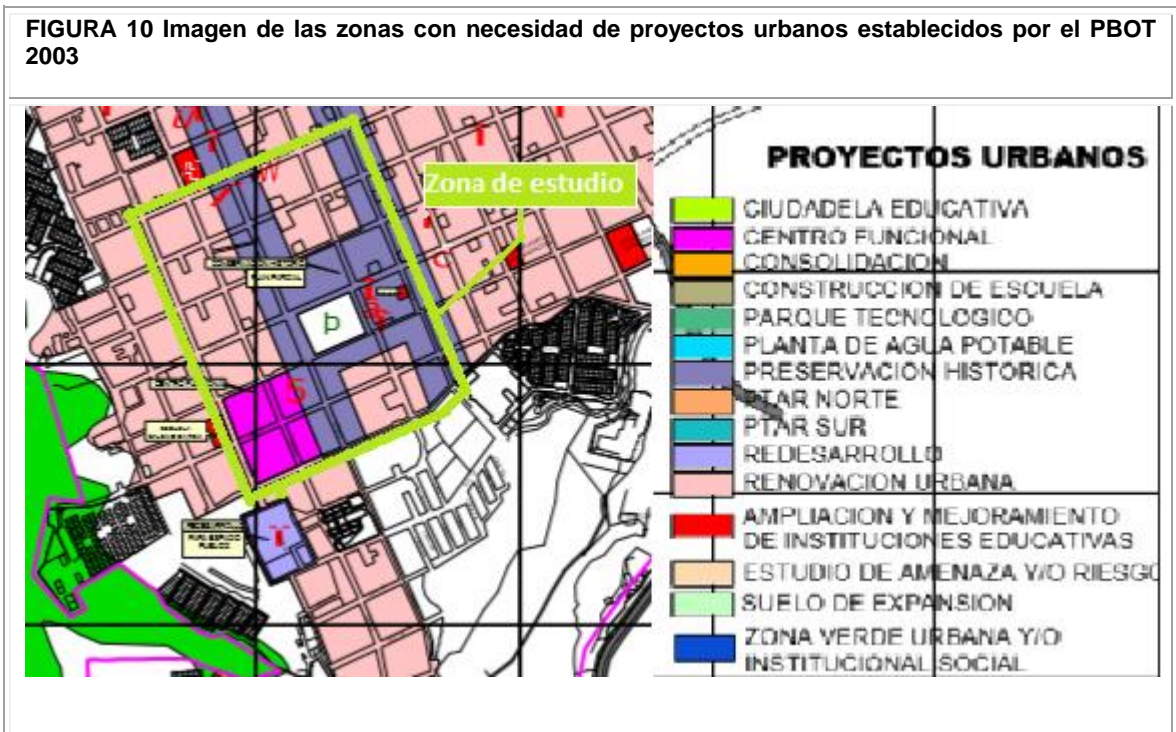 FIGURA 10 Imagen de las zonas con necesidad de proyectos urbanos establecidos por el PBOT
2003
Zona de estudio
PROYECTOS URBANOS
CIUDADELA EDUCATIVA
CENTRO FUNCIONAL
CONSOLIDACION
CONSTRUCCION DE ESCUELA
PARQUE TECNOLOGICO
PLANTA DE AGUA POTABLE
PRESERVACION HISTORICA
PTAR NORTE
PTAR SUR
REDESARROLLO
RENOVACION URBANA
AMPLIACION Y MEJORAMIENTO
DE INSTITUCIONES EDUCATIVAS
ESTUDIO DE AMENAZA Y/O RIESGO
SUELO DE EXPANSION
ZONA VERDE URBANA Y/O
INSTITUCIONAL SOCIAL